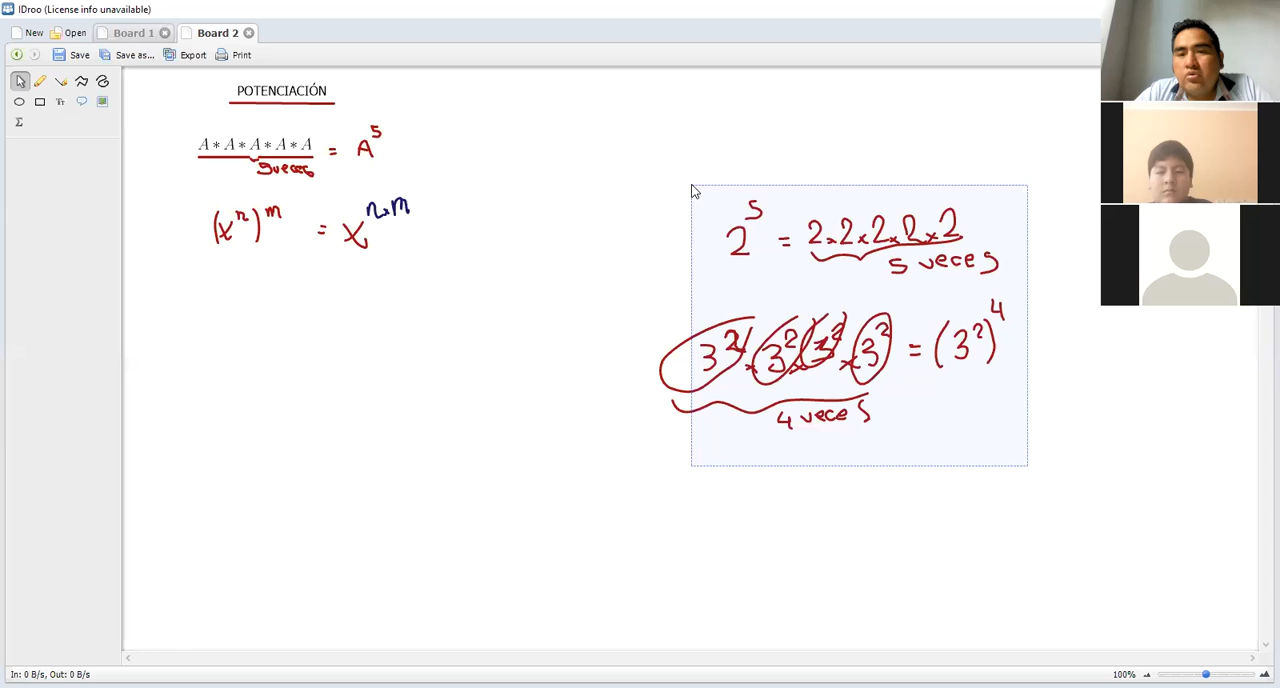 IDroo (License info unavailable)
New Open Board 1 Board 2
Save Save as... Export Print
POTENCIACIÓN
A * A * A * A * A = A^5
5 veces
(x^n)^m = x^{n×m}
2^5 = 2×2×2×2×2
5 veces
3^2×3^2×3^2×3^2 = (3^2)^4
4 veces
Tr
Σ
In: 0 B/s, Out: 0 B/s
100%